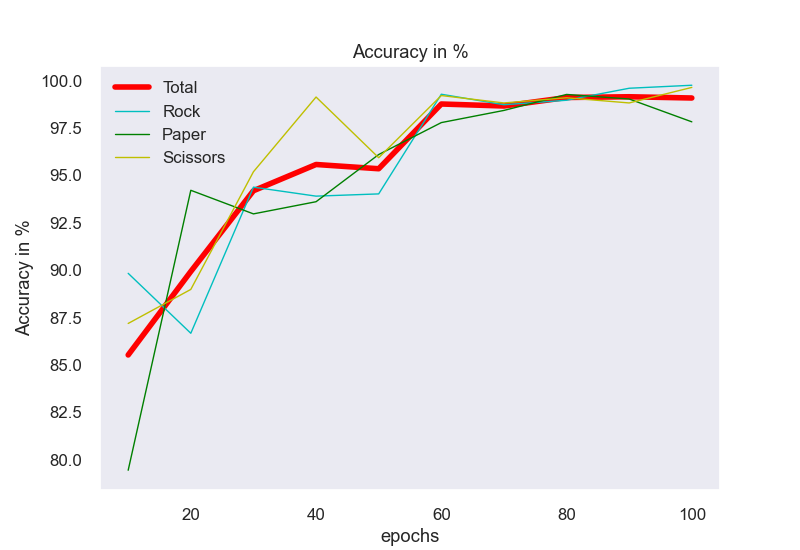 Accuracy in %
100.0
97.5
95.0
92.5
90.0
87.5
85.0
82.5
80.0
Accuracy in %
Total
Rock
Paper
Scissors
20 40 60 80 100
epochs